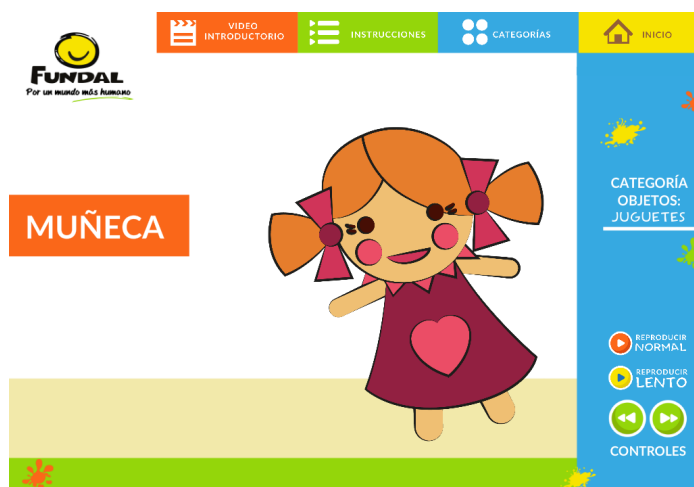 VIDEO
INTRODUCTORIO
INSTRUCCIONES
CATEGORÍAS
INICIO
FUNDAL
Por un mundo más humano
MUÑECA
CATEGORÍA
OBJETOS:
JUGUETES
REPRODUCIR
NORMAL
REPRODUCIR
LENTO
CONTROLES